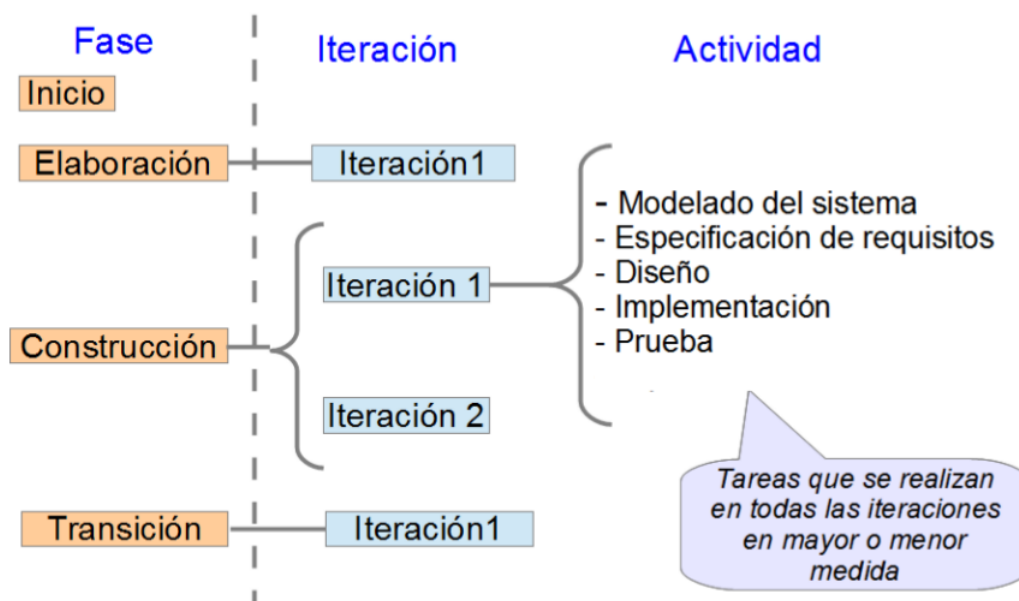 Fase
Iteración
Actividad
Inicio
Elaboración
Iteración1
Construcción
Iteración 1
Iteración 2
- Modelado del sistema
- Especificación de requisitos
- Diseño
- Implementación
- Prueba
Transición
Iteración1
Tareas que se realizan
en todas las iteraciones
en mayor o menor
medida